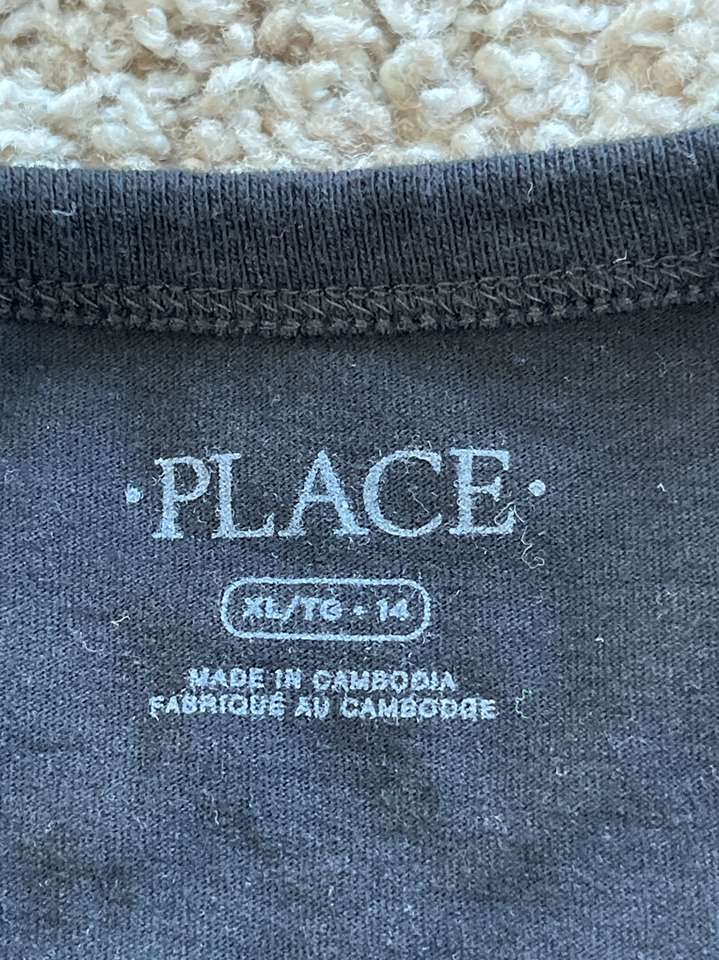 ·PLACE·
XL/TG • 14
MADE IN CAMBODIA
FABRIQUÉ AU CAMBODGE